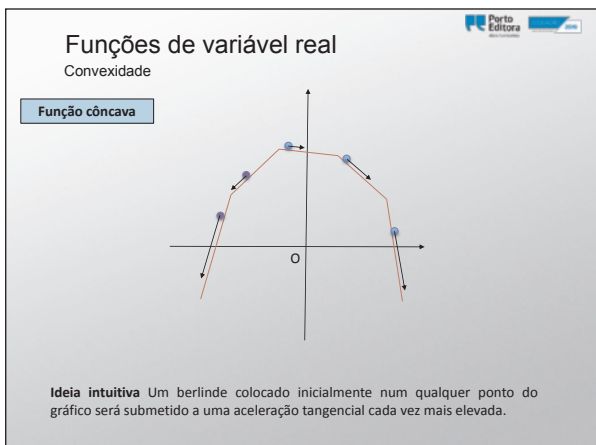 Porto
Editora
Funções de variável real
Convexidade
Função côncava
O
Ideia intuitiva Um berlinde colocado inicialmente num qualquer ponto do
gráfico será submetido a uma aceleração tangencial cada vez mais elevada.